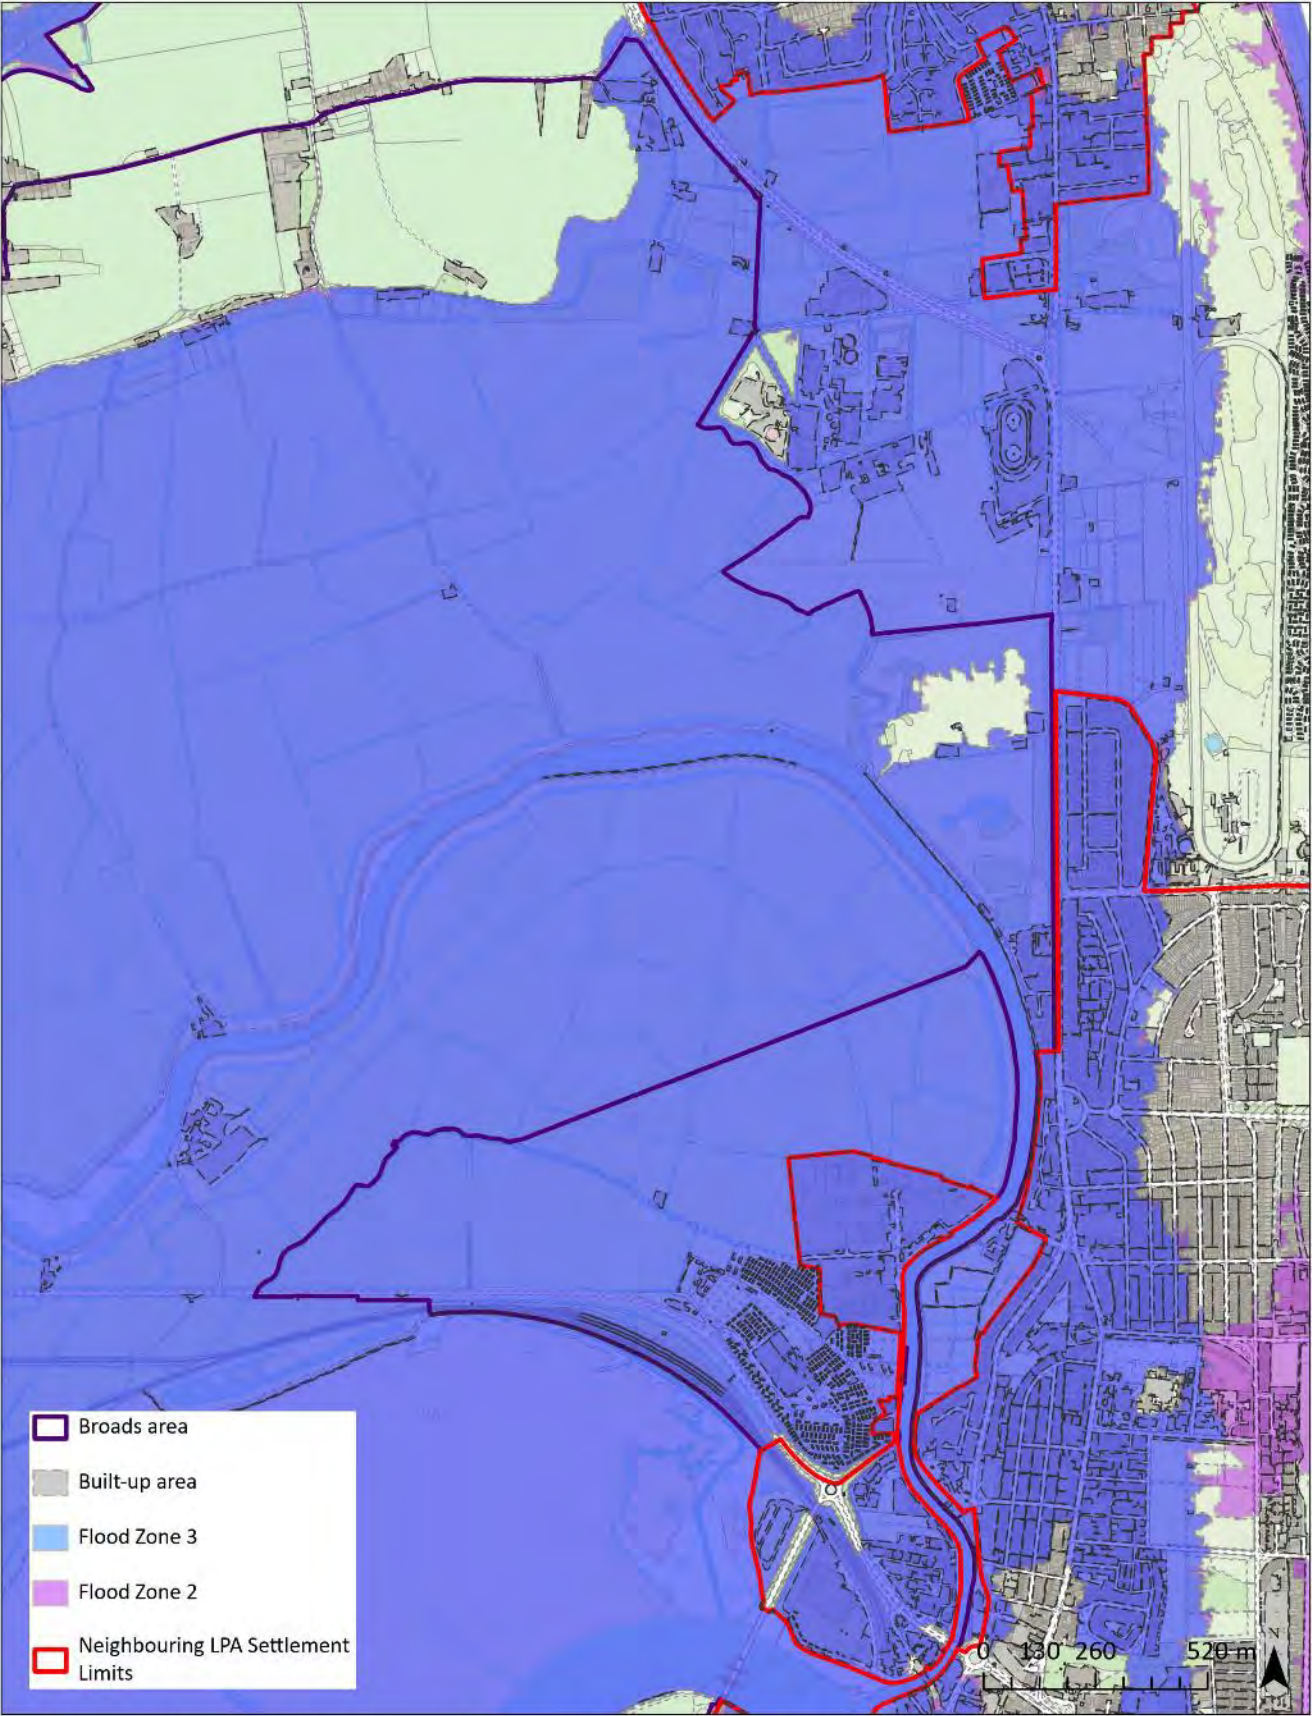 Broads area
Built-up area
Flood Zone 3
Flood Zone 2
Neighbouring LPA Settlement
Limits
N
0 130 260 520 m